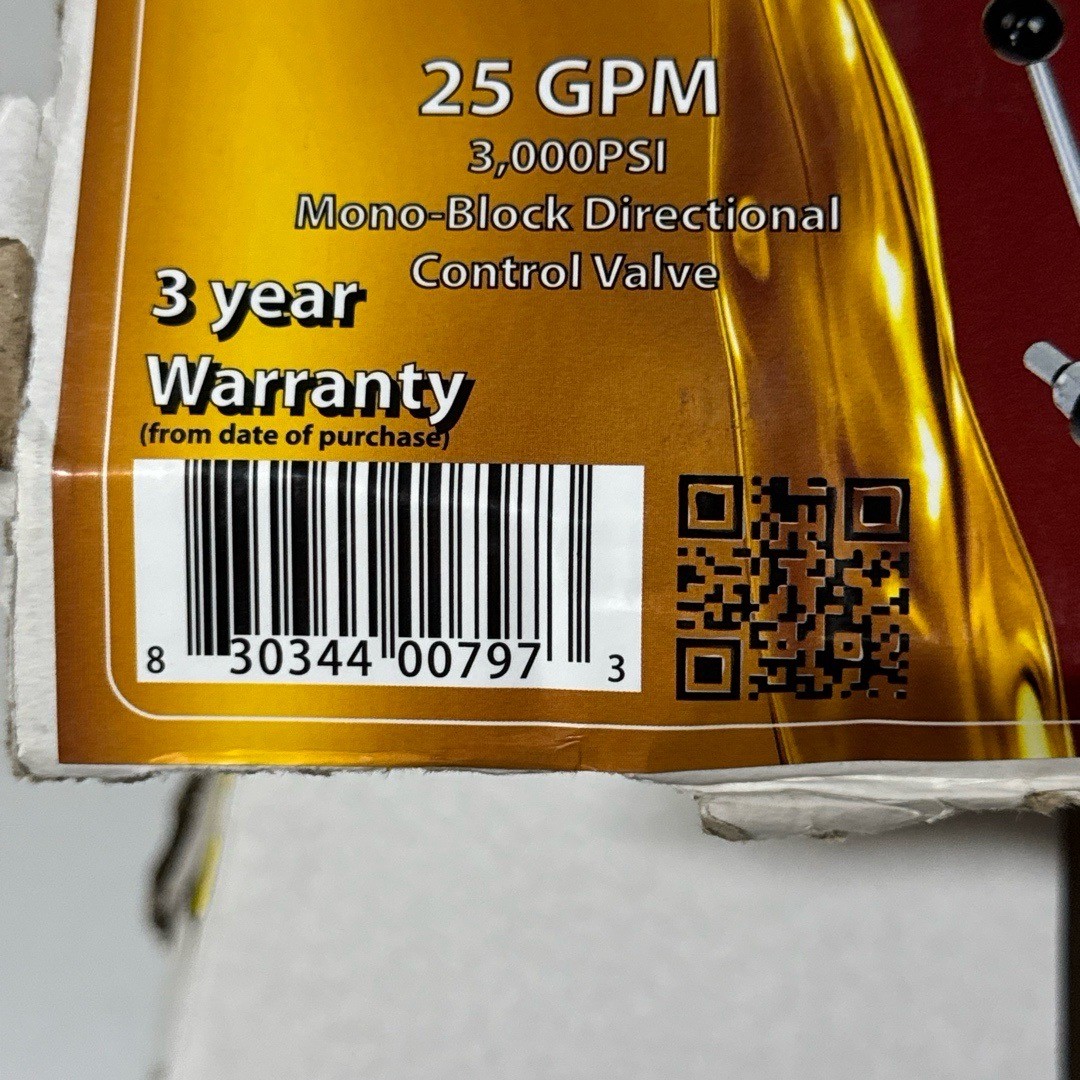 25 GPM
3,000PSI
Mono-Block Directional
Control Valve
3 year
Warranty
(from date of purchase)
8 30344 00797 3